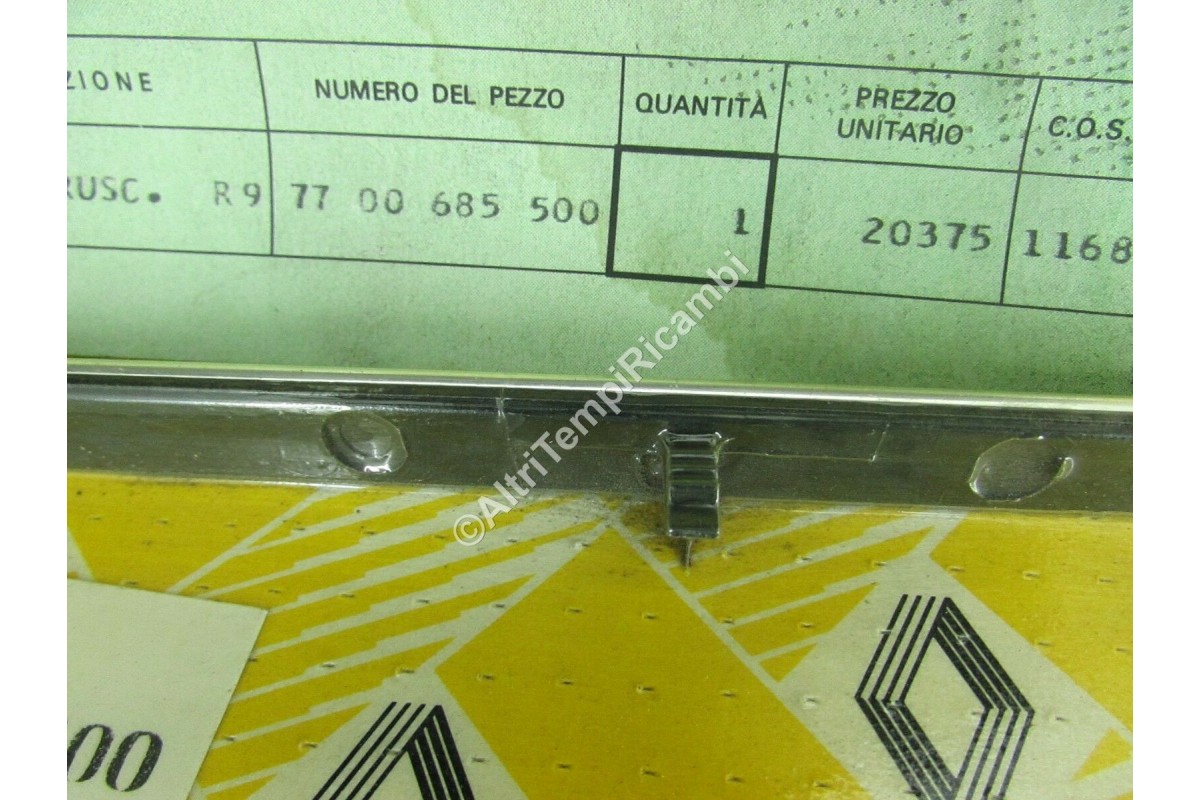 ZIONE NUMERO DEL PEZZO QUANTITÀ PREZZO UNITARIO C.O.S.
RUSC. R9 77 00 685 500 1 20375 1168
©AltriTempiRicambi
00